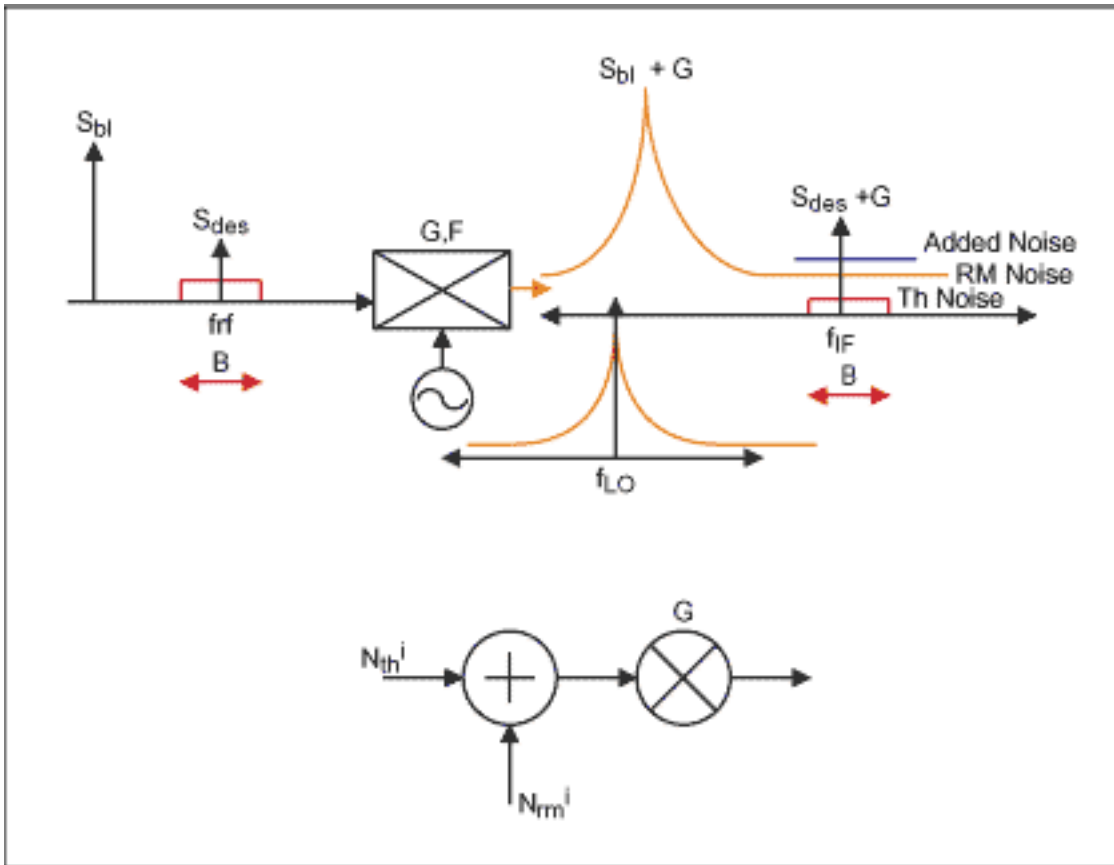 S_bl + G
S_bl
S_des
G,F
S_des +G
Added Noise
RM Noise
Th Noise
frf
f_IF
B
B
f_LO
G
N_th^i
N_rm^i